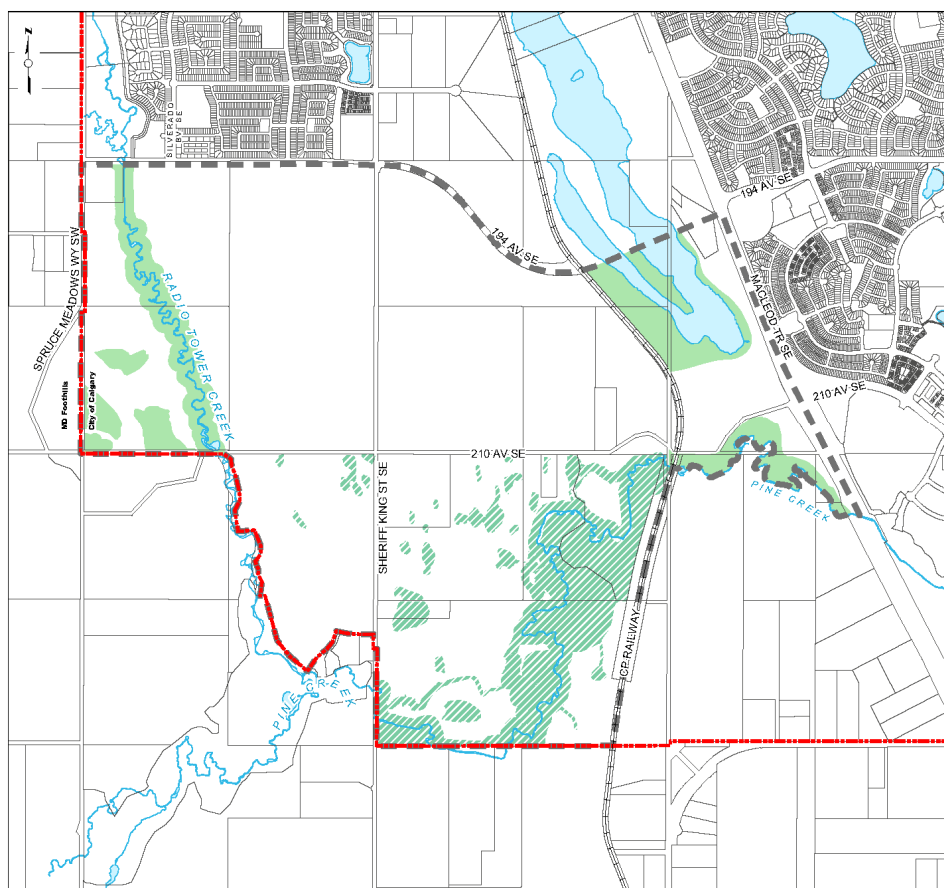 N
SILVERADO
SILBV SE
194 AV SE
194 AV SE
SPRUCE MEADOWS WY SW
RADIO TOWER CREEK
MACLEOD TR SE
MD Foothills
City of Calgary
210 AV SE
210 AV SE
PINE CREEK
SHERIFF KING ST SE
CP RAILWAY
PINE CREEK